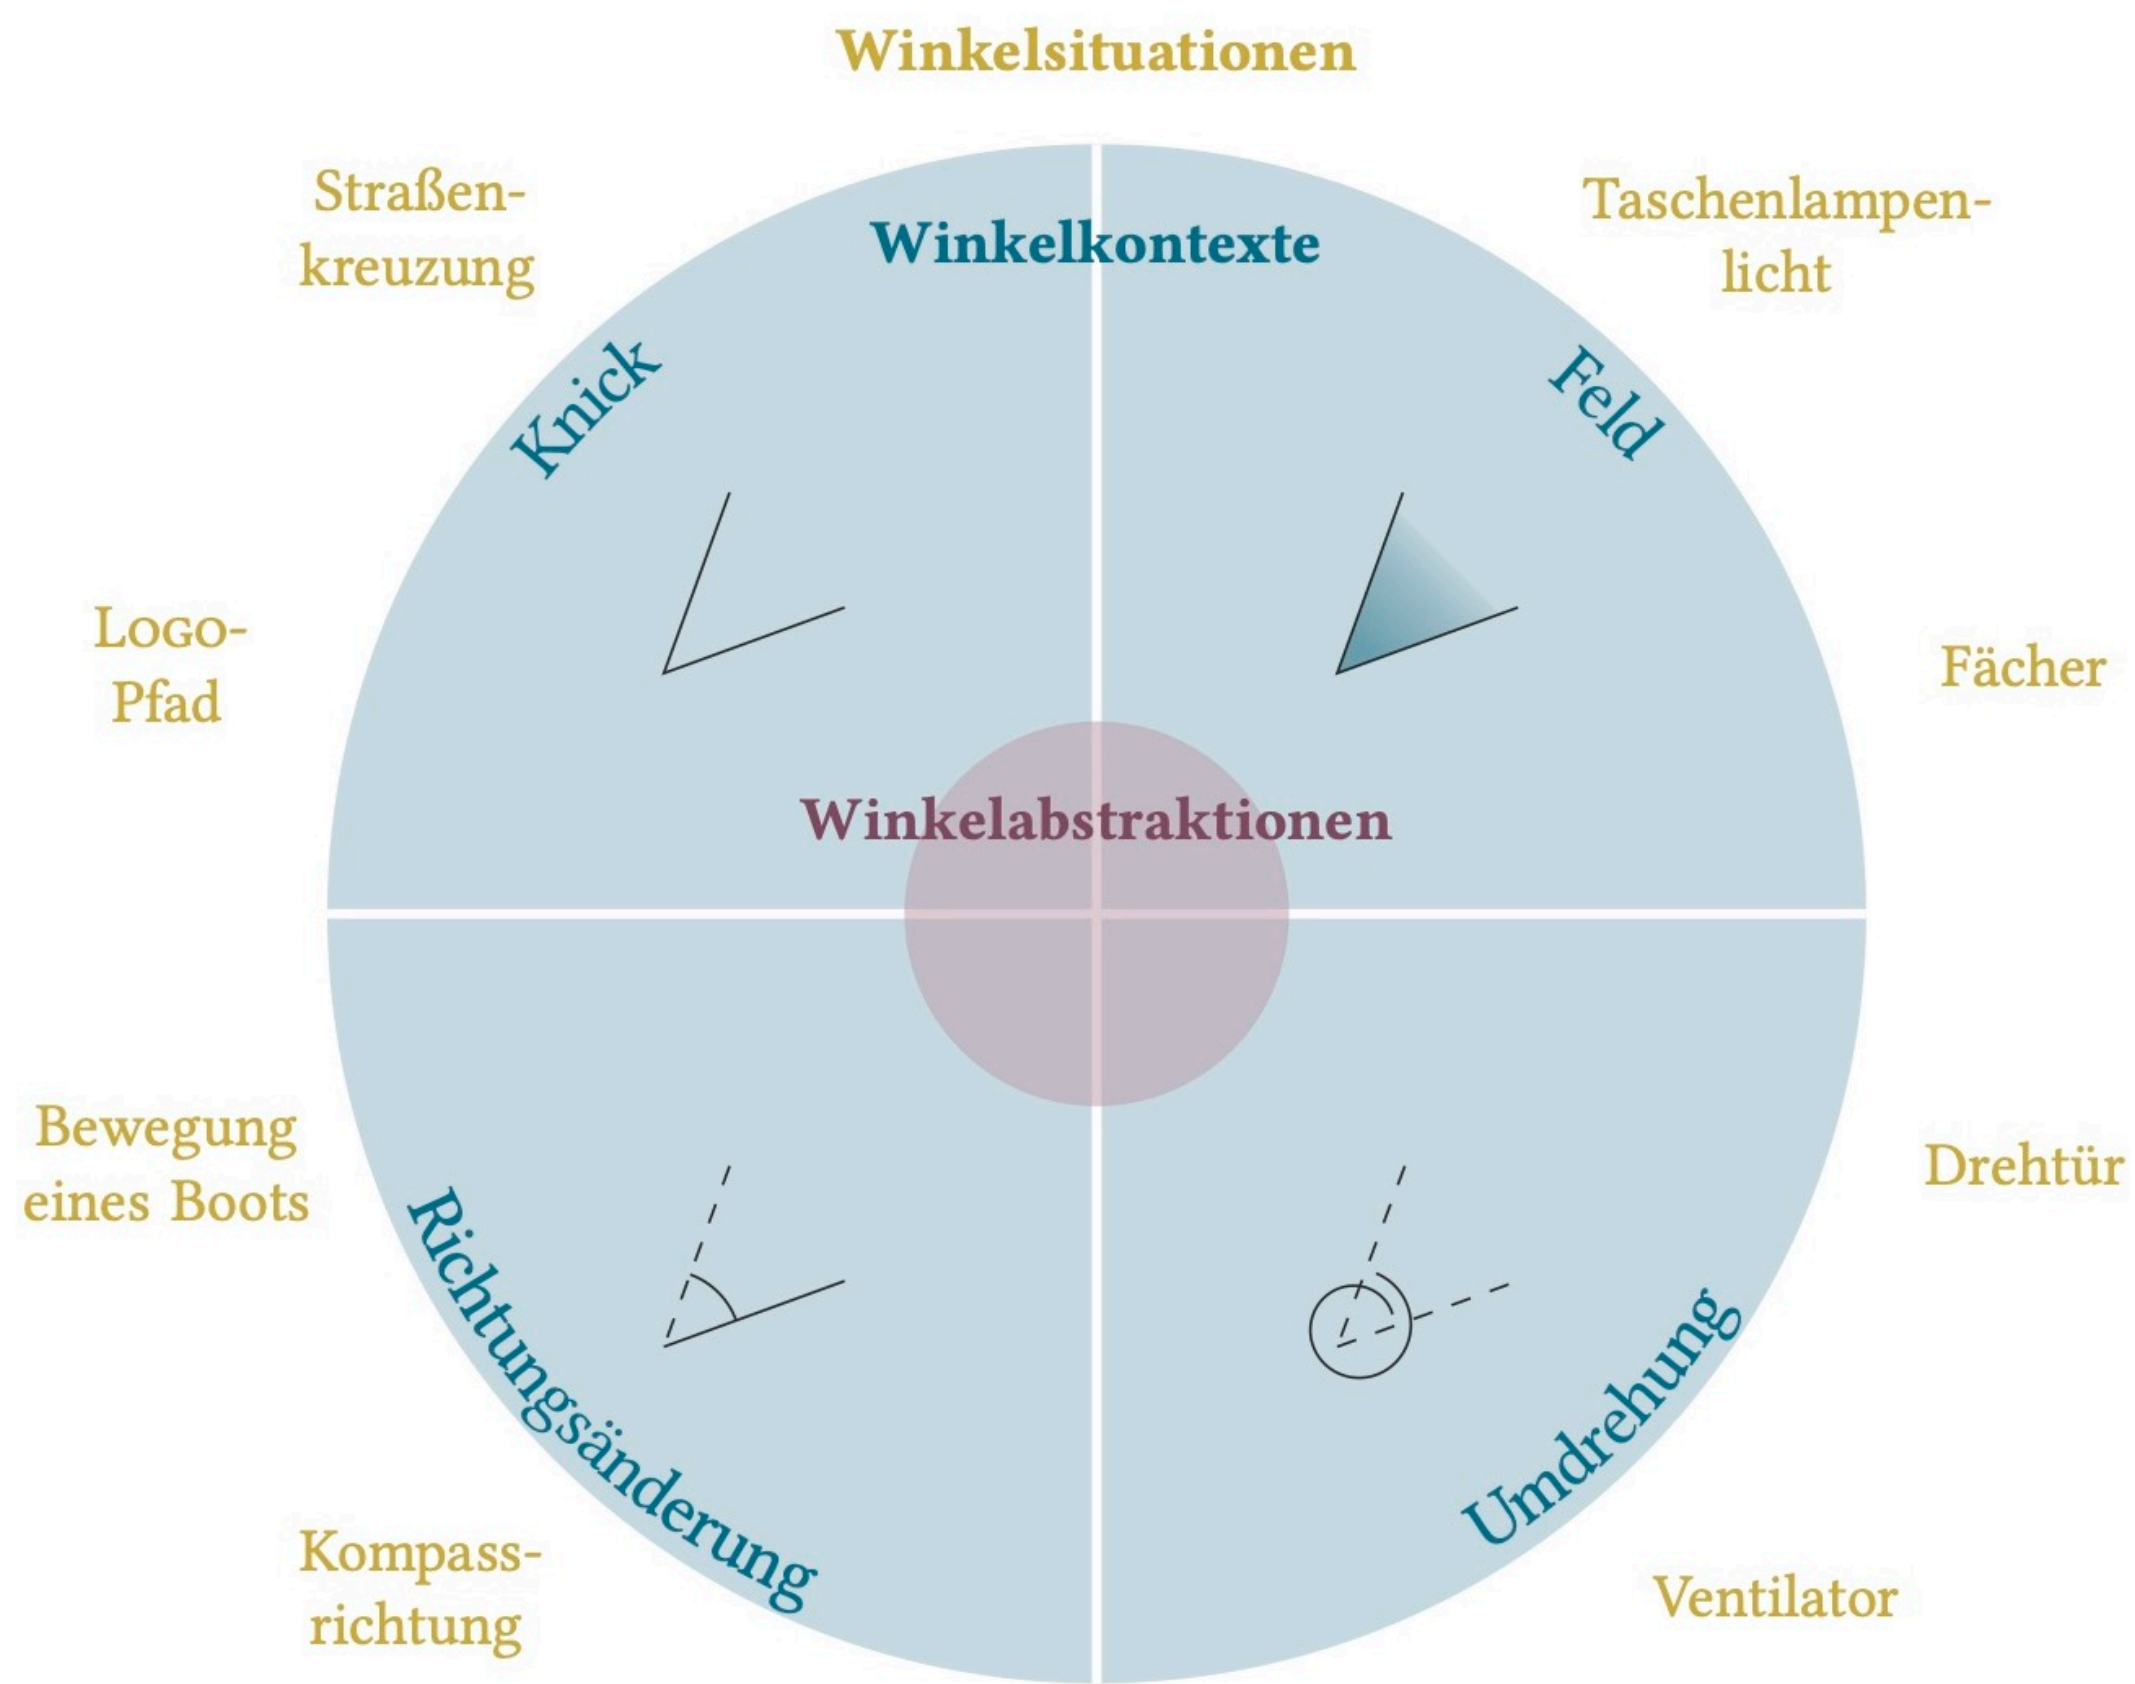 Winkelsituationen
Straßen-
kreuzung
Taschenlampen-
licht
Winkelkontexte
Knick
Feld
Logo-
Pfad
Fächer
Winkelabstraktionen
Bewegung
eines Boots
Drehtür
Richtungsänderung
Umdrehung
Kompass-
richtung
Ventilator